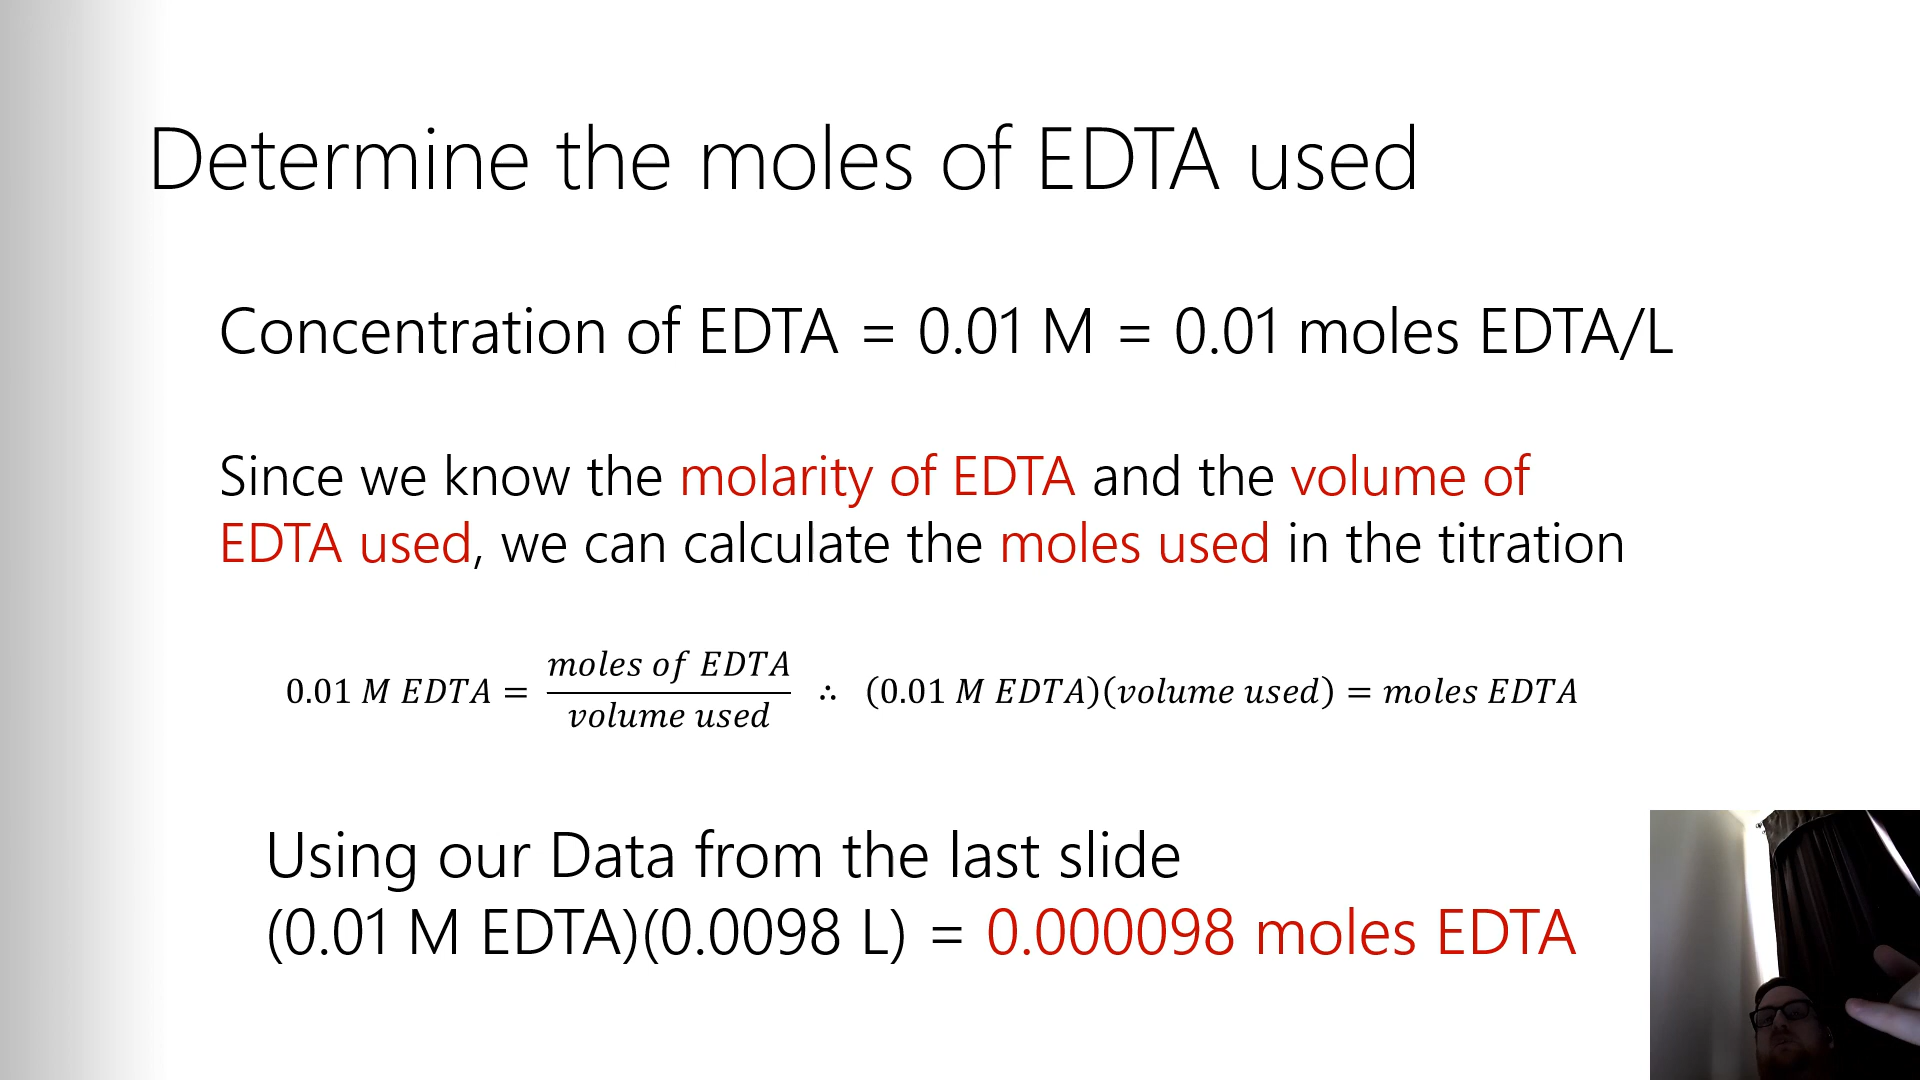 Determine the moles of EDTA used
Concentration of EDTA = 0.01 M = 0.01 moles EDTA/L
Since we know the molarity of EDTA and the volume of
EDTA used, we can calculate the moles used in the titration
0.01 M EDTA = moles of EDTA / volume used ∴ (0.01 M EDTA)(volume used) = moles EDTA
Using our Data from the last slide
(0.01 M EDTA)(0.0098 L) = 0.000098 moles EDTA